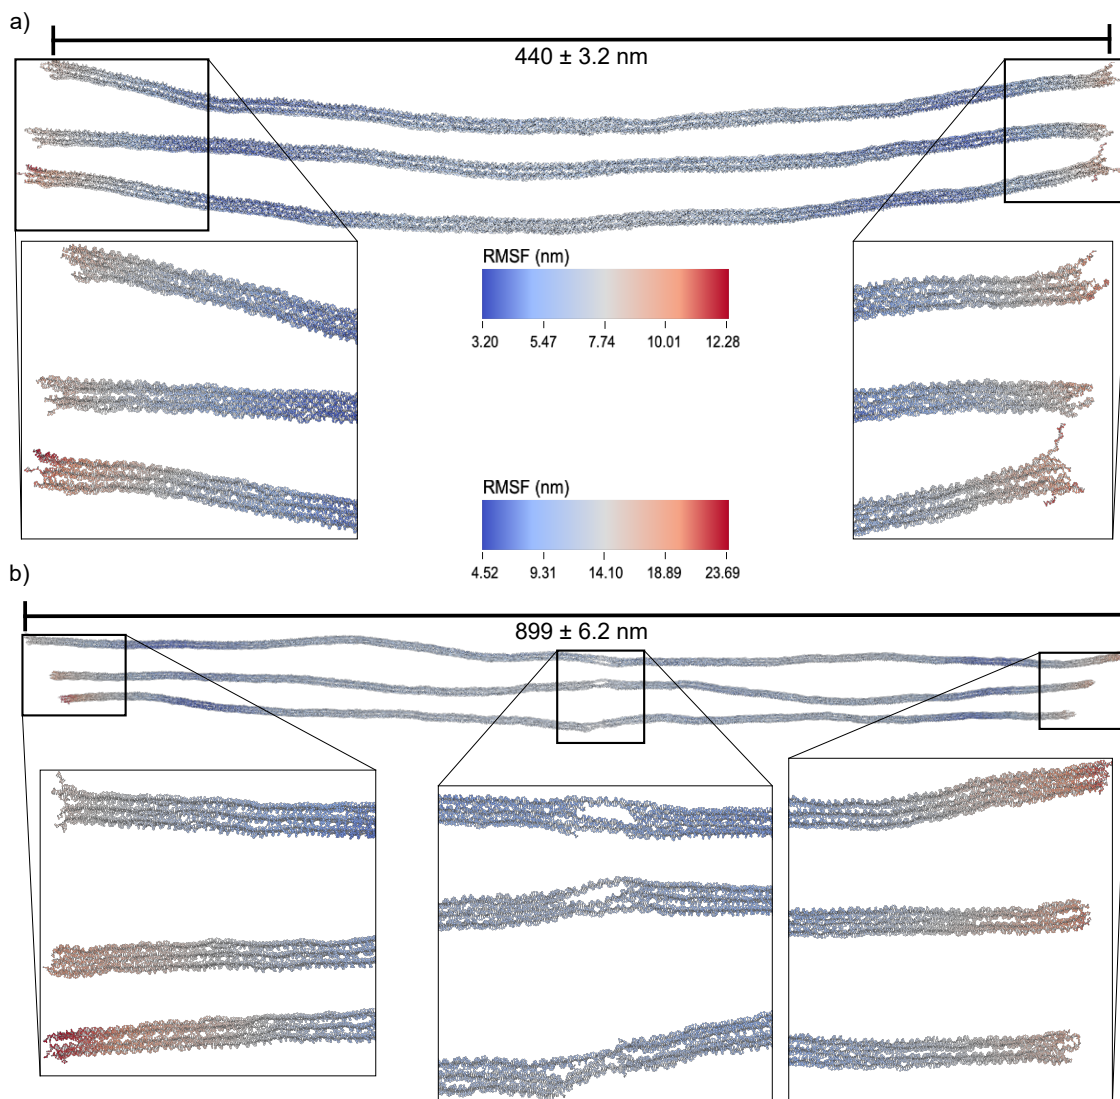 a)
440 ± 3.2 nm
RMSF (nm)
3.20 5.47 7.74 10.01 12.28
RMSF (nm)
4.52 9.31 14.10 18.89 23.69
b)
899 ± 6.2 nm